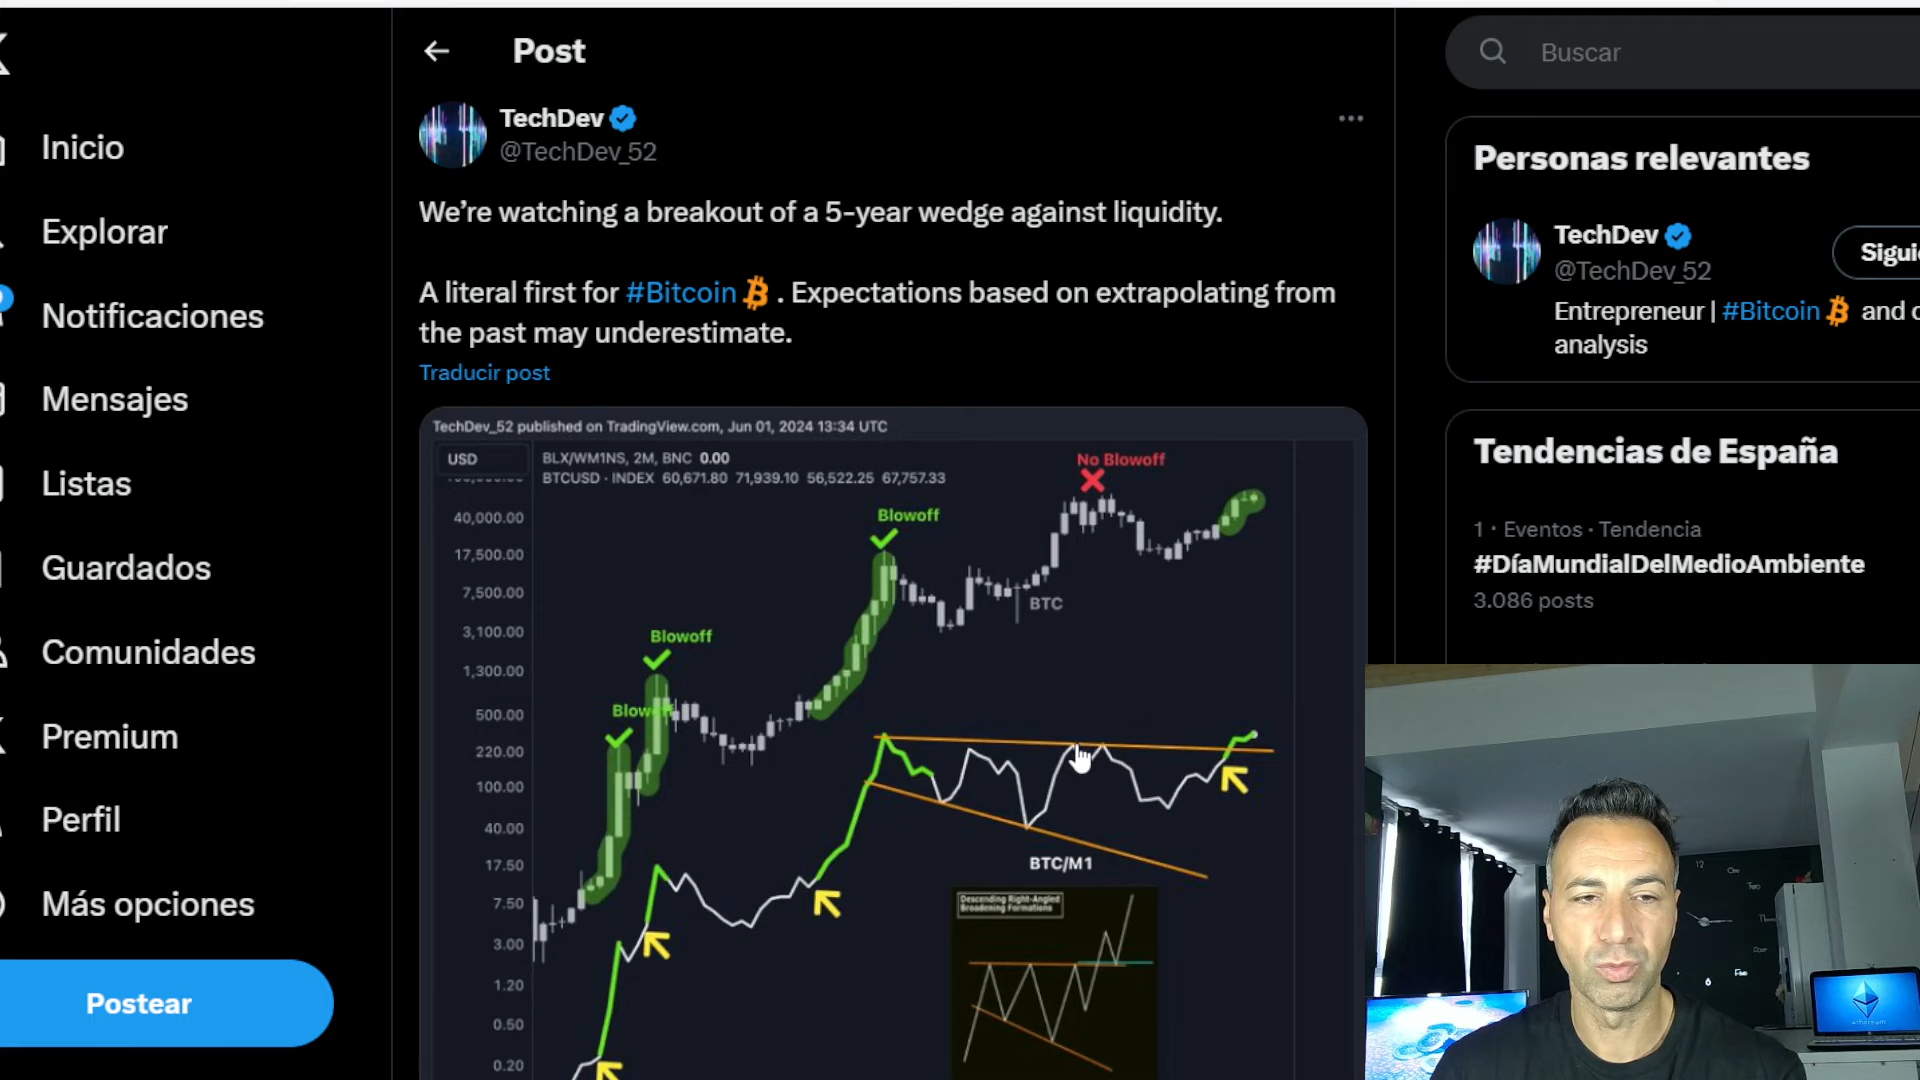 Inicio
Explorar
Notificaciones
Mensajes
Listas
Guardados
Comunidades
Premium
Perfil
Más opciones
Postear
Post
TechDev
@TechDev_52
We’re watching a breakout of a 5-year wedge against liquidity.
A literal first for #Bitcoin . Expectations based on extrapolating from
the past may underestimate.
Traducir post
TechDev_52 published on TradingView.com, Jun 01, 2024 13:34 UTC
USD
BLX/WM1NS, 2M, BNC 0.00
BTCUSD · INDEX 60,671.80 71,939.10 56,522.25 67,757.33
40,000.00
17,500.00
7,500.00
3,100.00
1,300.00
500.00
220.00
100.00
40.00
17.50
7.50
3.00
1.20
0.50
0.20
No Blowoff
Blowoff
Blowoff
BTC
BTC/M1
Descending Right-Angled
Broadening Formations
Buscar
Personas relevantes
TechDev
@TechDev_52
Entrepreneur | #Bitcoin and
analysis
Tendencias de España
1 · Eventos · Tendencia
#DíaMundialDelMedioAmbiente
3.086 posts
ethereum